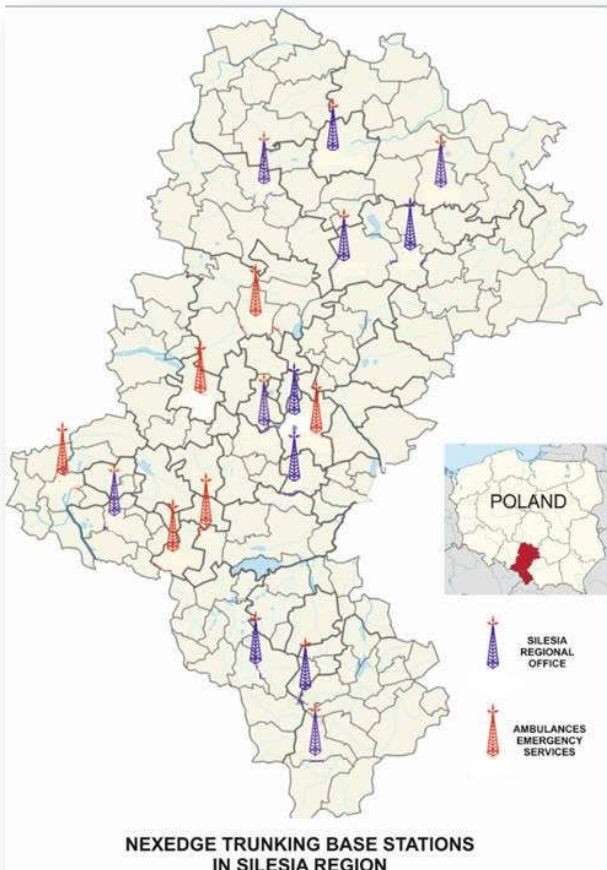 POLAND
SILESIA
REGIONAL
OFFICE
AMBULANCES
EMERGENCY
SERVICES
NEXEDGE TRUNKING BASE STATIONS
IN SILESIA REGION